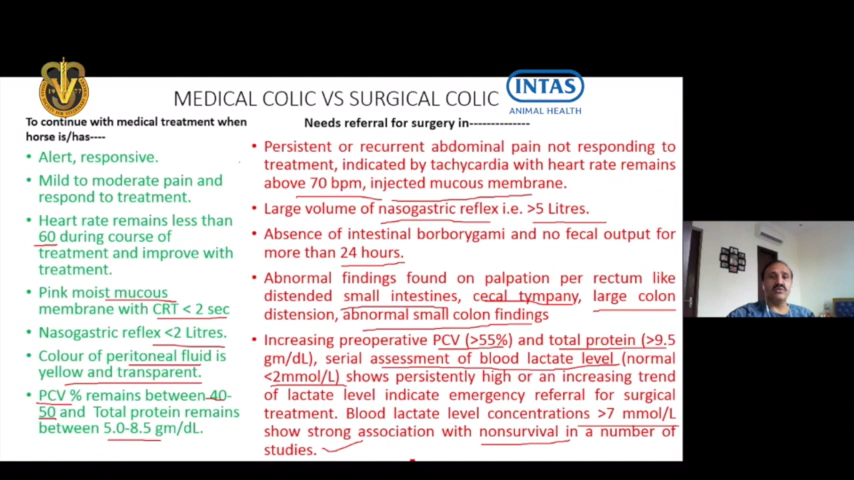 1977
MEDICAL COLIC VS SURGICAL COLIC
INTAS
ANIMAL HEALTH
To continue with medical treatment when
horse is/has----
• Alert, responsive.
• Mild to moderate pain and
respond to treatment.
• Heart rate remains less than
60 during course of
treatment and improve with
treatment.
• Pink moist mucous
membrane with CRT < 2 sec
Nasogastric reflex <2 Litres.
• Colour of peritoneal fluid is
yellow and transparent.
• PCV % remains between 40-
50 and Total protein remains
between 5.0-8.5 gm/dL.
Needs referral for surgery in--------------
• Persistent or recurrent abdominal pain not responding to
treatment, indicated by tachycardia with heart rate remains
above 70 bpm, injected mucous membrane.
• Large volume of nasogastric reflex i.e. >5 Litres.
• Absence of intestinal borborygami and no fecal output for
more than 24 hours.
• Abnormal findings found on palpation per rectum like
distended small intestines, cecal tympany, large colon
distension, abnormal small colon findings
• Increasing preoperative PCV (>55%) and total protein (>9.5
gm/dL), serial assessment of blood lactate level (normal
<2mmol/L) shows persistently high or an increasing trend
of lactate level indicate emergency referral for surgical
treatment. Blood lactate level concentrations >7 mmol/L
show strong association with nonsurvival in a number of
studies.